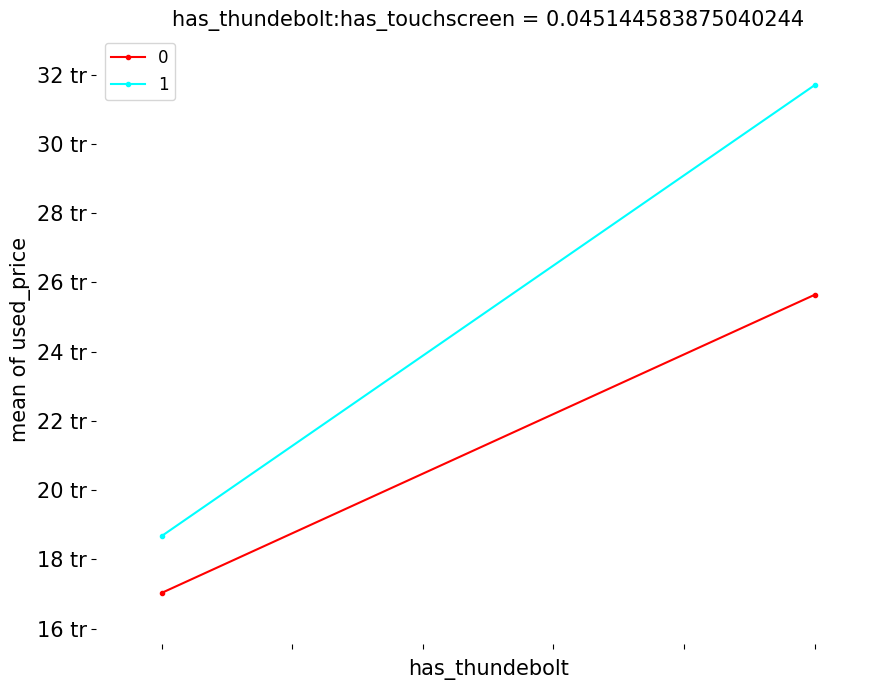 has_thundebolt:has_touchscreen = 0.045144583875040244
0
1
32 tr
30 tr
28 tr
26 tr
24 tr
22 tr
20 tr
18 tr
16 tr
mean of used_price
has_thundebolt